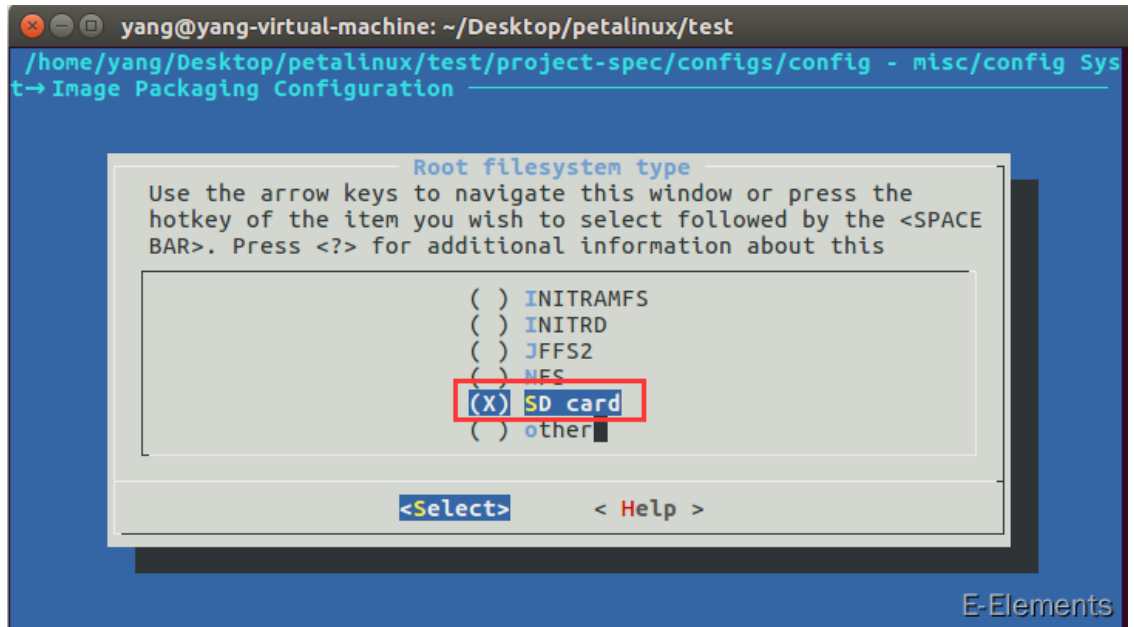 yang@yang-virtual-machine: ~/Desktop/petalinux/test
/home/yang/Desktop/petalinux/test/project-spec/configs/config - misc/config Sys
t→ Image Packaging Configuration
Root filesystem type
Use the arrow keys to navigate this window or press the
hotkey of the item you wish to select followed by the <SPACE
BAR>. Press <?> for additional information about this
( ) INITRAMFS
( ) INITRD
( ) JFFS2
( ) NFS
(X) SD card
( ) other
<Select> < Help >
E-Elements